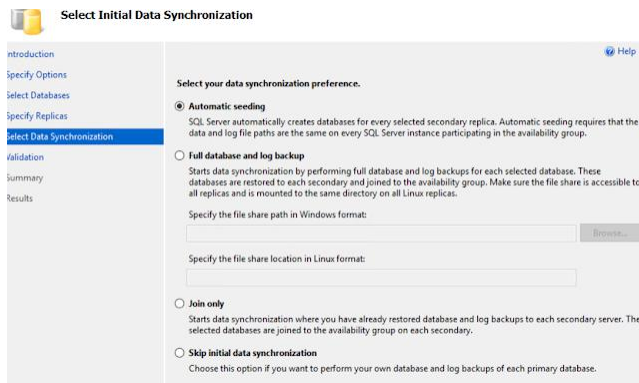 Select Initial Data Synchronization
Help
ntroduction
Specify Options
Select Databases
Specify Replicas
Select Data Synchronization
Validation
Summary
Results
Select your data synchronization preference.
Automatic seeding
SQL Server automatically creates databases for every selected secondary replica. Automatic seeding requires that the
data and log file paths are the same on every SQL Server instance participating in the availability group.
Full database and log backup
Starts data synchronization by performing full database and log backups for each selected database. These
databases are restored to each secondary and joined to the availability group. Make sure the file share is accessible to
all replicas and is mounted to the same directory on all Linux replicas.
Specify the file share path in Windows format:
Browse...
Specify the file share location in Linux format:
Join only
Starts data synchronization where you have already restored database and log backups to each secondary server. The
selected databases are joined to the availability group on each secondary.
Skip initial data synchronization
Choose this option if you want to perform your own database and log backups of each primary database.